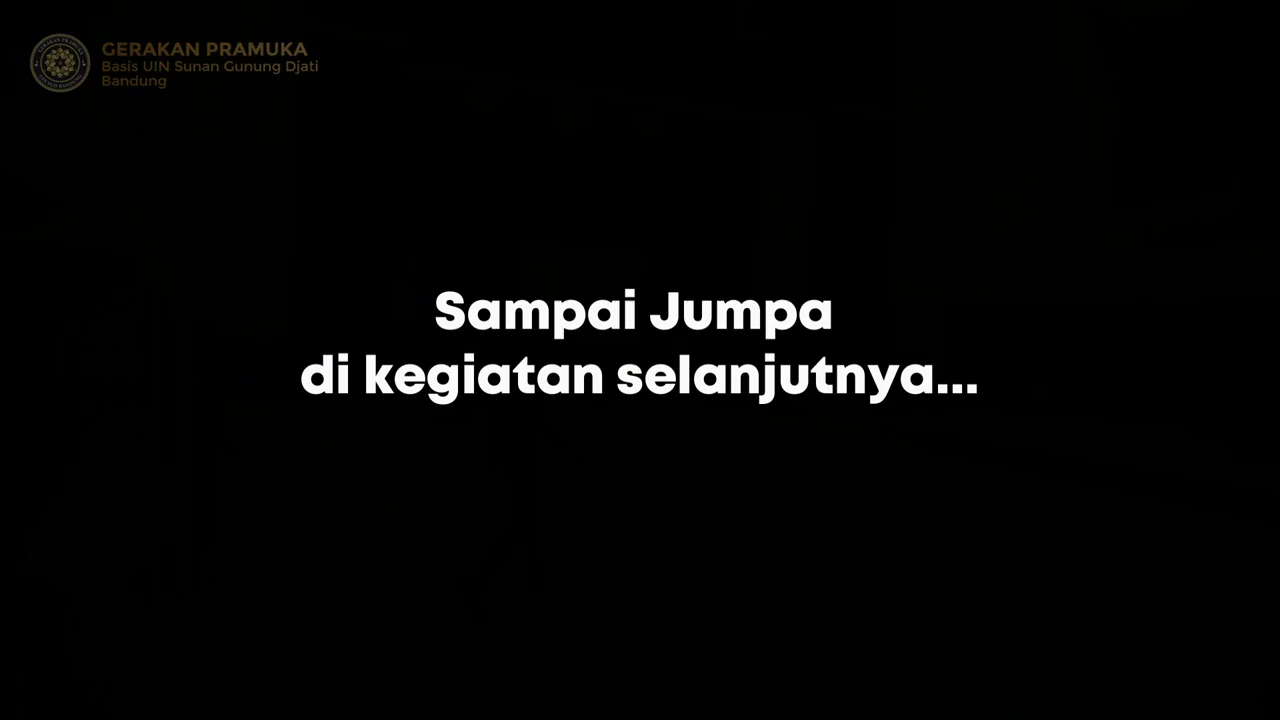 GERAKAN PRAMUKA
Basis UIN Sunan Gunung Djati
Bandung
Sampai Jumpa
di kegiatan selanjutnya...